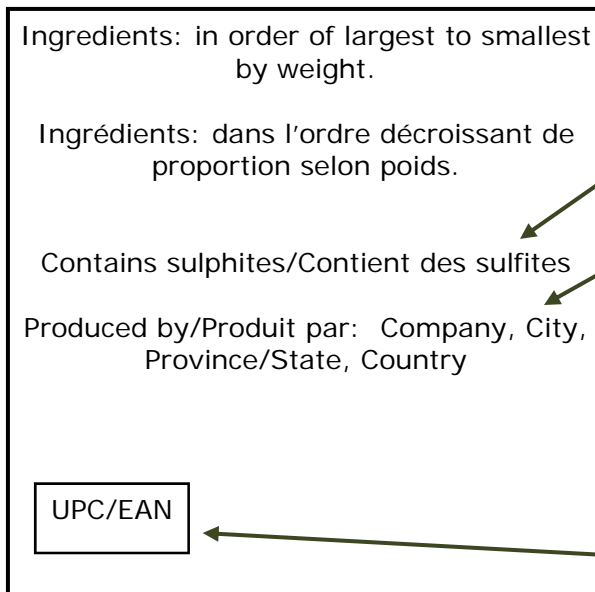 Ingredients: in order of largest to smallest
by weight.
Ingrédients: dans l'ordre décroissant de
proportion selon poids.
Contains sulphites/Contient des sulfites
Produced by/Produit par: Company, City,
Province/State, Country
UPC/EAN